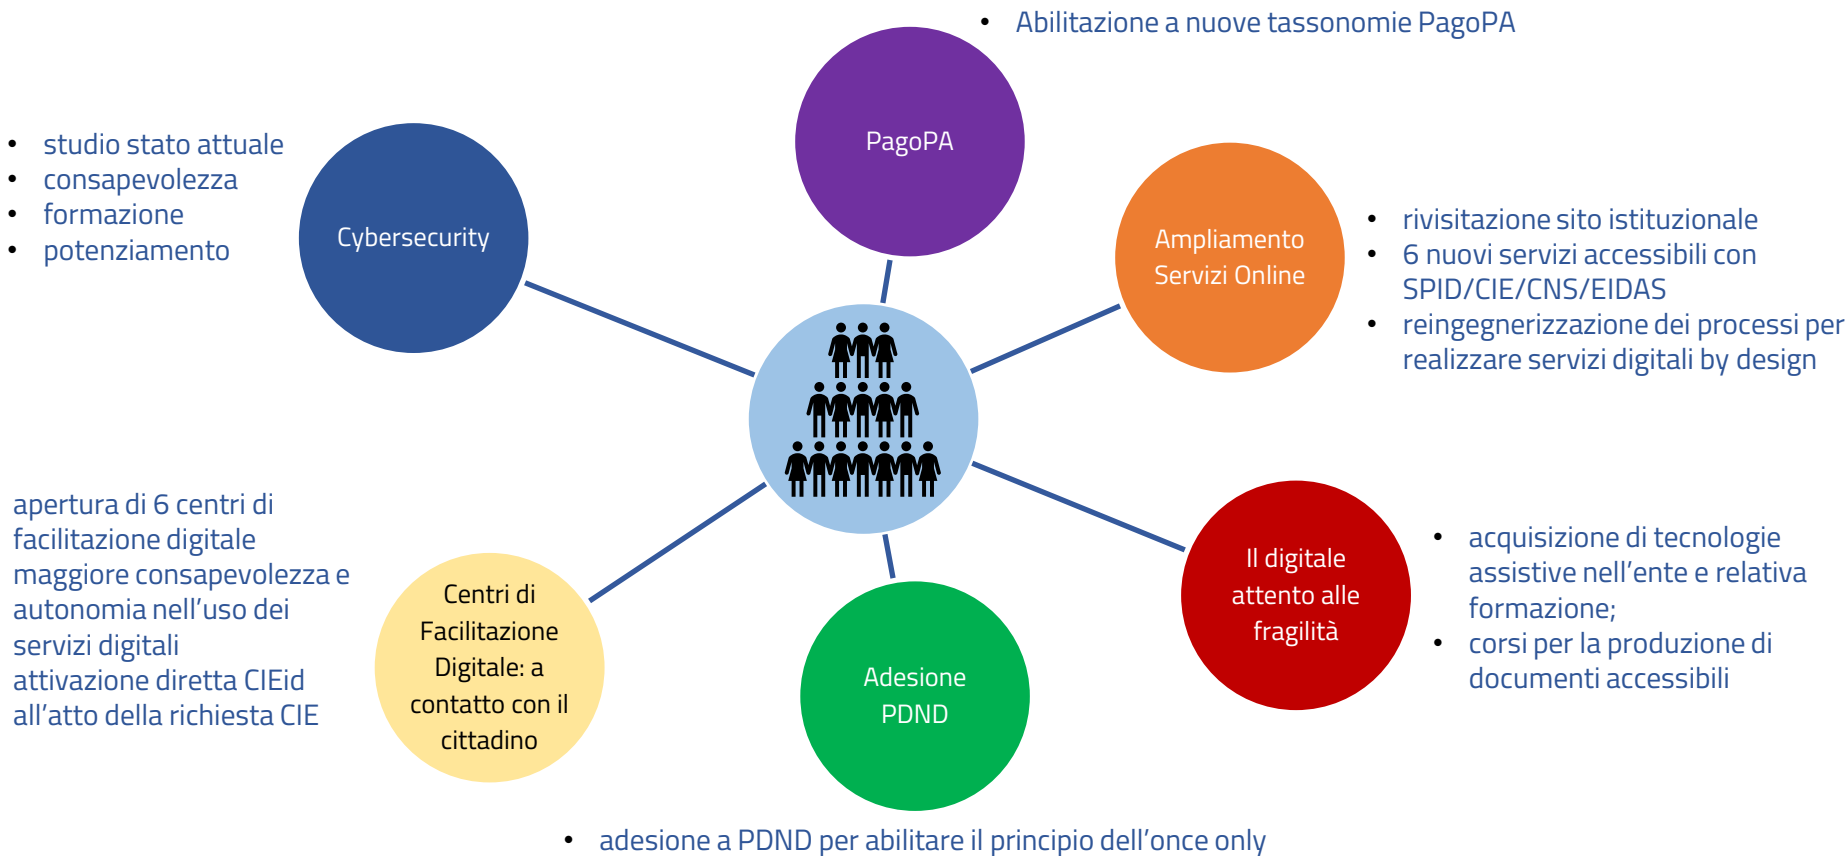 • Abilitazione a nuove tassonomie PagoPA
PagoPA
• studio stato attuale
• consapevolezza
• formazione
• potenziamento
Cybersecurity
Ampliamento
Servizi Online
• rivisitazione sito istituzionale
• 6 nuovi servizi accessibili con
SPID/CIE/CNS/EIDAS
• reingegnerizzazione dei processi per
realizzare servizi digitali by design
apertura di 6 centri di
facilitazione digitale
maggiore consapevolezza e
autonomia nell’uso dei
servizi digitali
attivazione diretta CIEid
all’atto della richiesta CIE
Centri di
Facilitazione
Digitale: a
contatto con il
cittadino
Adesione
PDND
Il digitale
attento alle
fragilità
• acquisizione di tecnologie
assistive nell’ente e relativa
formazione;
• corsi per la produzione di
documenti accessibili
• adesione a PDND per abilitare il principio dell’once only